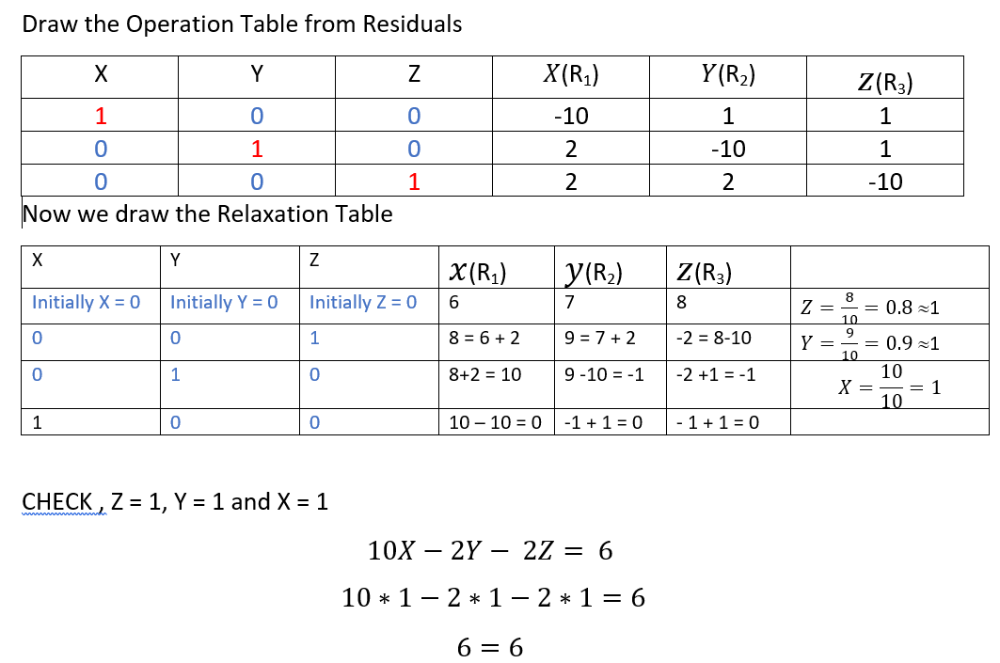 Draw the Operation Table from Residuals
X Y Z X(R₁) Y(R₂) Z(R₃)
1 0 0 -10 1 1
0 1 0 2 -10 1
0 0 1 2 2 -10
Now we draw the Relaxation Table
X Y Z x(R₁) y(R₂) Z(R₃)
Initially X = 0 Initially Y = 0 Initially Z = 0 6 7 8 Z = 8/10 = 0.8 ≈1
0 0 1 8 = 6 + 2 9 = 7 + 2 -2 = 8-10 Y = 9/10 = 0.9 ≈1
0 1 0 8+2 = 10 9 -10 = -1 -2 +1 = -1 X = 10/10 = 1
1 0 0 10 – 10 = 0 -1 + 1 = 0 - 1 + 1 = 0
CHECK , Z = 1, Y = 1 and X = 1
10X − 2Y − 2Z = 6
10 ∗ 1 − 2 ∗ 1 − 2 ∗ 1 = 6
6 = 6